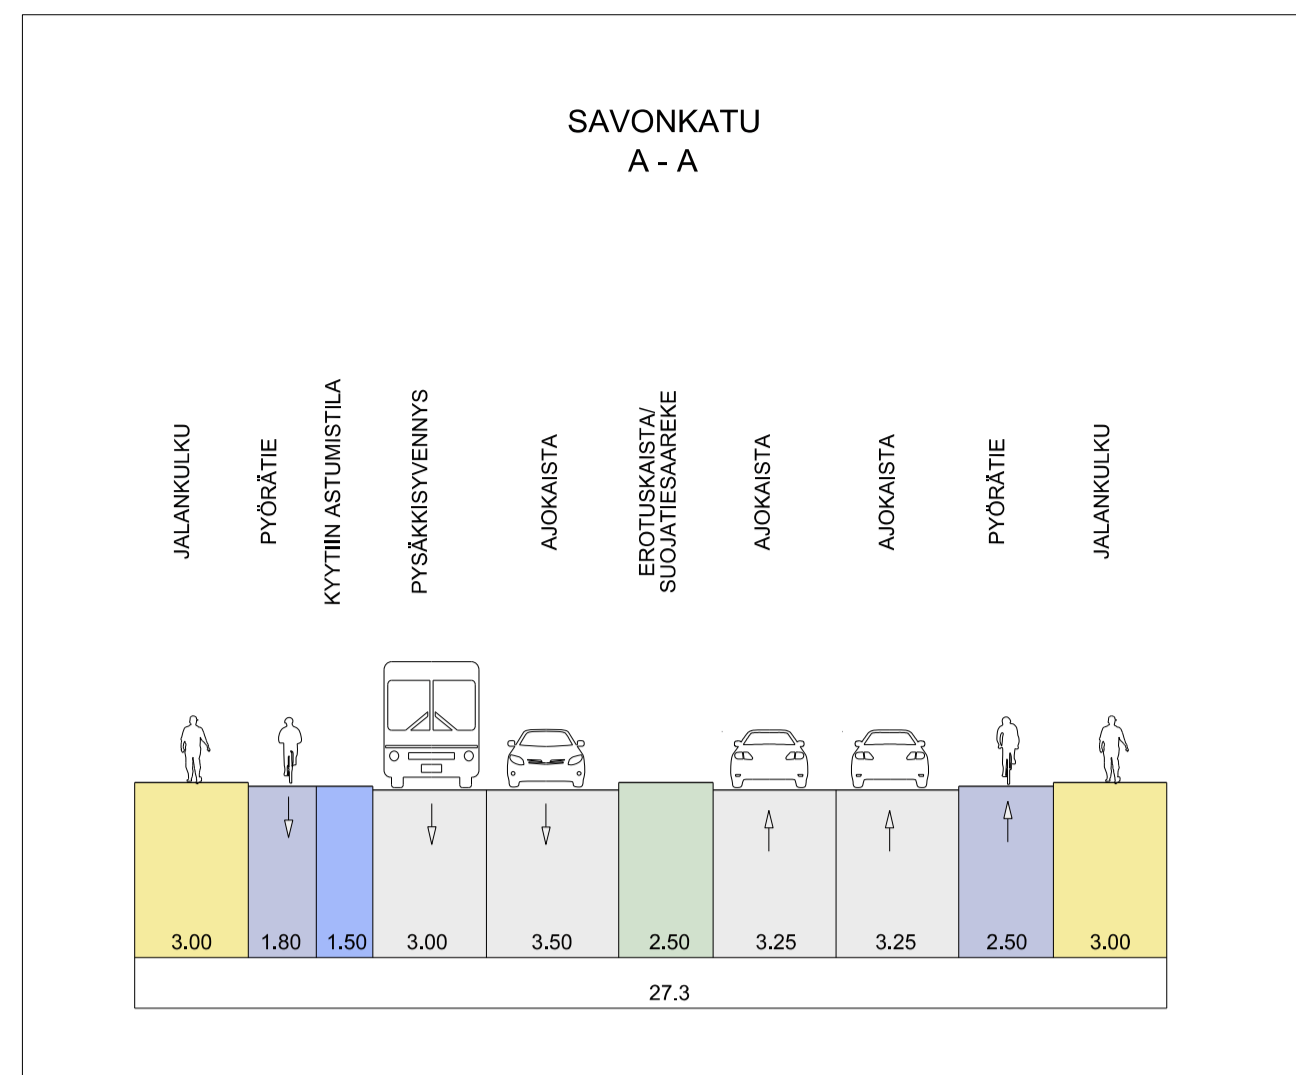 SAVONKATU
A - A
JALANKULKU
PYÖRÄTIE
KYYTIIN ASTUMISTILA
PYSÄKKISYVENNYS
AJOKAISTA
EROTUSKAISTA/
SUOJATIESAAREKE
AJOKAISTA
AJOKAISTA
PYÖRÄTIE
JALANKULKU
3.00 1.80 1.50 3.00 3.50 2.50 3.25 3.25 2.50 3.00
27.3